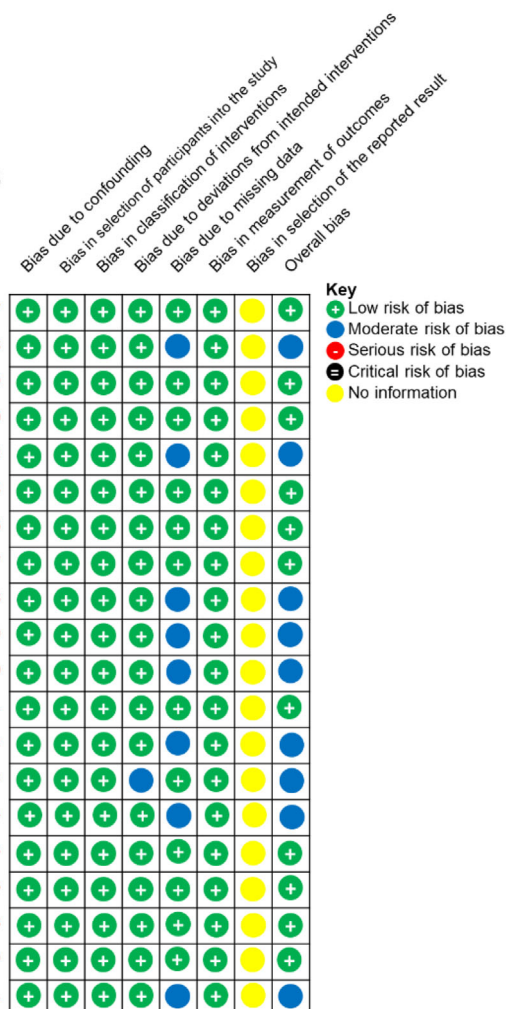 Bias due to confounding
Bias in selection of participants into the study
Bias in classification of interventions
Bias due to deviations from intended interventions
Bias due to missing data
Bias in measurement of outcomes
Bias in selection of the reported result
Overall bias
Key
+ Low risk of bias
Moderate risk of bias
- Serious risk of bias
= Critical risk of bias
No information
+ + + + + + +
+ + + + +
+ + + + + + +
+ + + + + + +
+ + + + +
+ + + + + + +
+ + + + + + +
+ + + + + + +
+ + + + +
+ + + + +
+ + + + +
+ + + + + + +
+ + + + +
+ + + + +
+ + + + +
+ + + + + + +
+ + + + + + +
+ + + + + + +
+ + + + + + +
+ + + + +